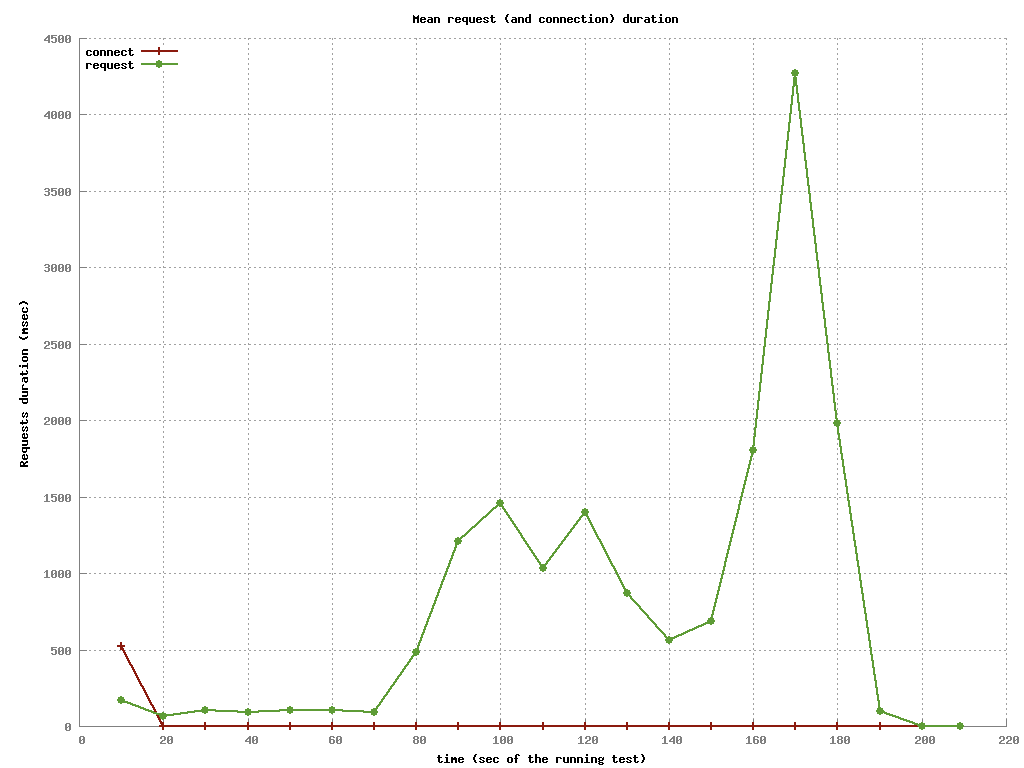 Mean request (and connection) duration
connect
request
4500
4000
3500
3000
2500
2000
1500
1000
500
0
Requests duration (msec)
0 20 40 60 80 100 120 140 160 180 200 220
time (sec of the running test)